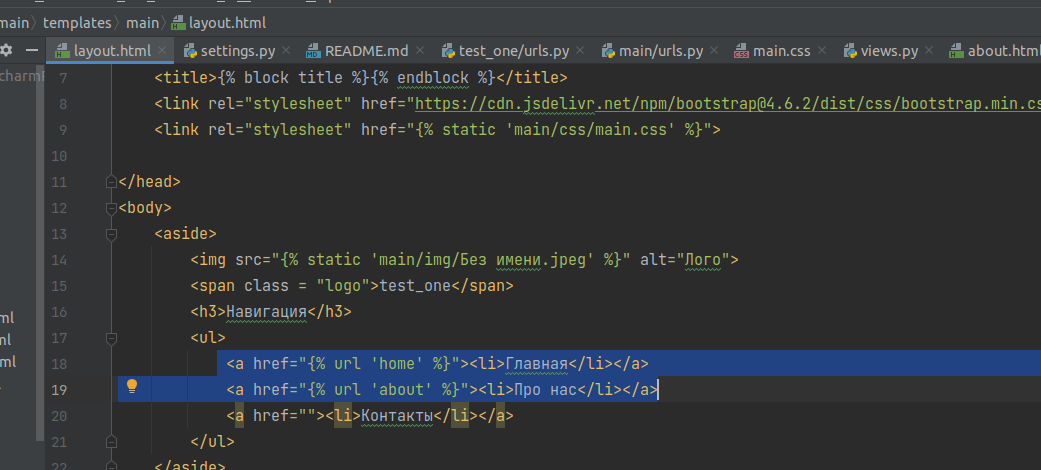 main > templates > main > layout.html
layout.html settings.py README.md test_one/urls.py main/urls.py main.css views.py about.html
charmP
7 <title>{% block title %}{% endblock %}</title>
8 <link rel="stylesheet" href="https://cdn.jsdelivr.net/npm/bootstrap@4.6.2/dist/css/bootstrap.min.cs
9 <link rel="stylesheet" href="{% static 'main/css/main.css' %}">
10
11 </head>
12 <body>
13 <aside>
14 <img src="{% static 'main/img/Без имени.jpeg' %}" alt="Лого">
15 <span class = "logo">test_one</span>
16 <h3>Навигация</h3>
ml
17 <ul>
ml
18 <a href="{% url 'home' %}"><li>Главная</li></a>
ml
19 <a href="{% url 'about' %}"><li>Про нас</li></a>
20 <a href=""><li>Контакты</li></a>
21 </ul>
22 </aside>